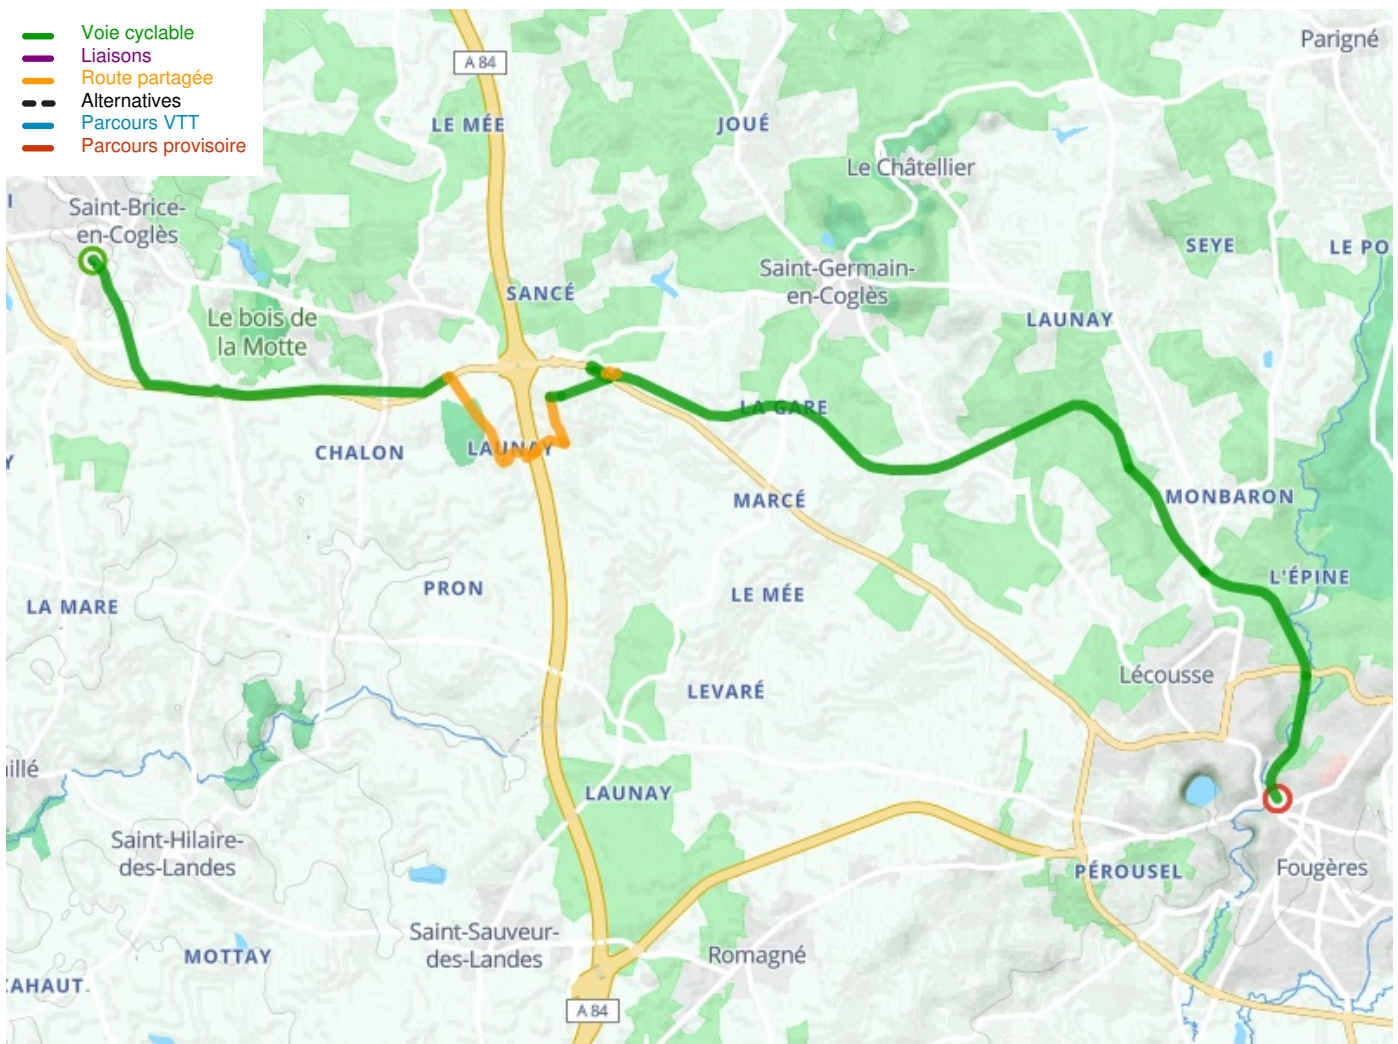 Voie cyclable
Liaisons
Route partagée
Alternatives
Parcours VTT
Parcours provisoire
Parigné
A 84
LE MÉE
JOUÉ
Le Châtellier
Saint-Brice-
en-Coglès
SEYE
LE PO
Saint-Germain-
en-Coglès
SANCÉ
Le bois de
la Motte
LAUNAY
LA GARE
CHALON
LAUNAY
MARCÉ
MONBARON
L'ÉPINE
PRON
LE MÉE
LA MARE
Lécousse
LEVARÉ
illé
LAUNAY
Saint-Hilaire-
des-Landes
PÉROUSEL
Fougères
Saint-Sauveur-
des-Landes
MOTTAY
Romagné
AHAUT
A 84